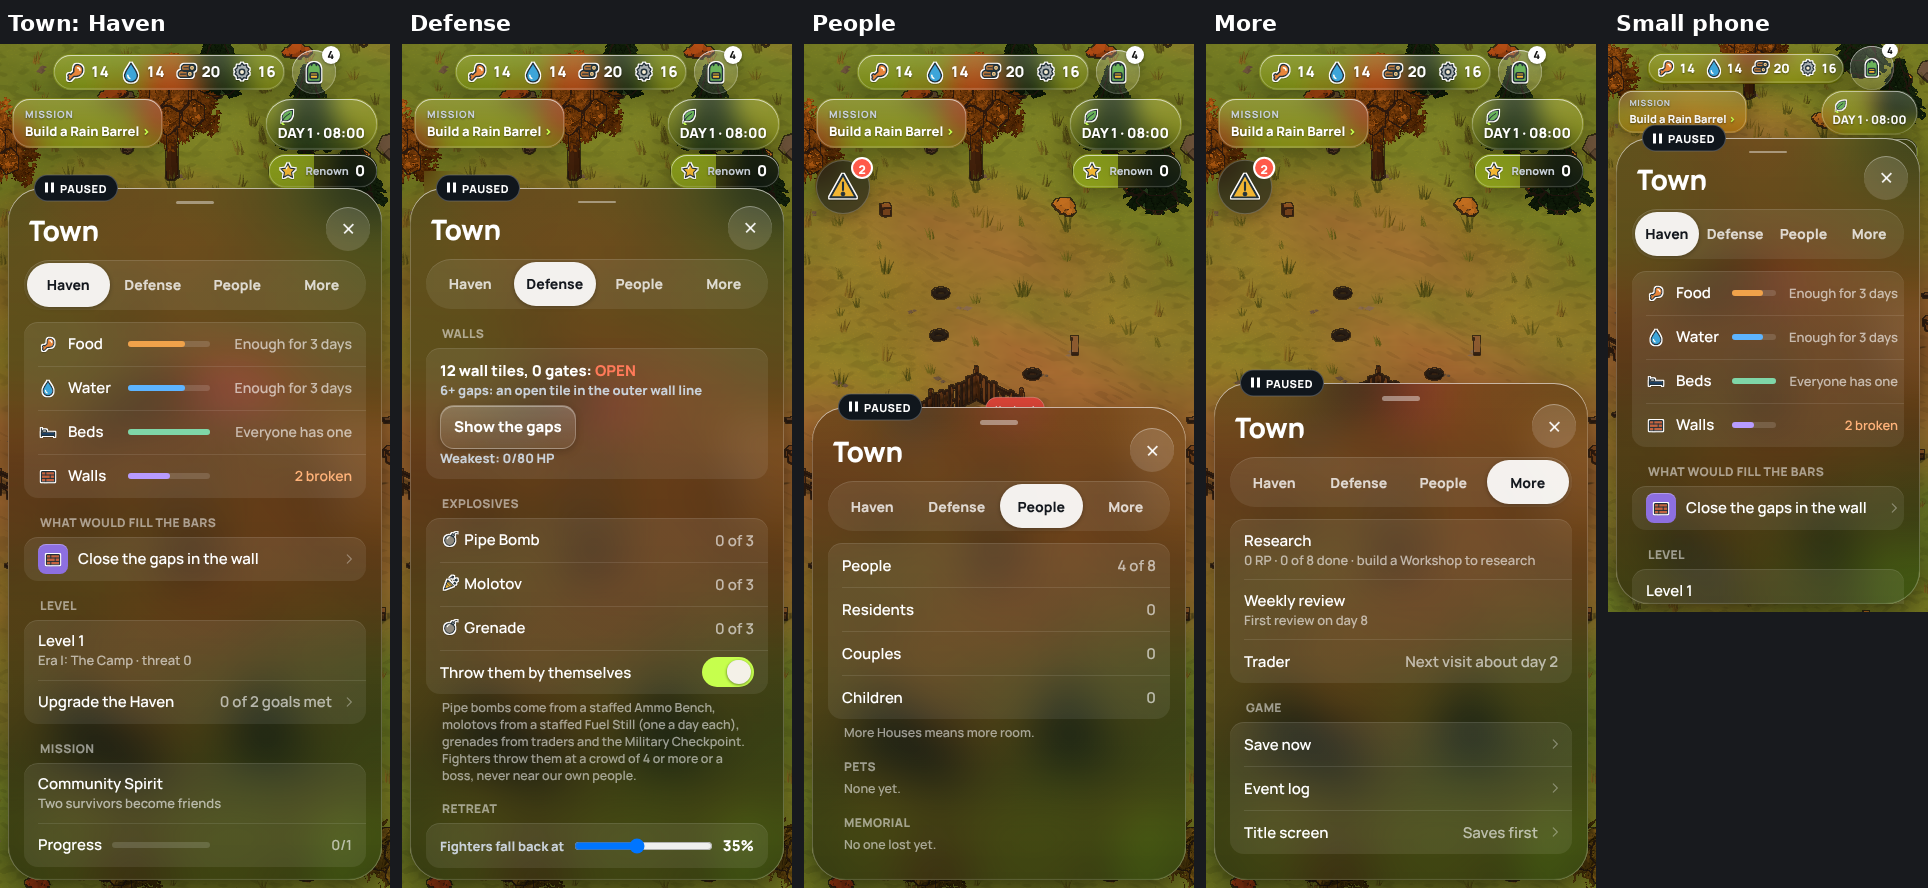 Town: Haven
14 14 20 16
4
MISSION
Build a Rain Barrel ›
DAY 1 · 08:00
Renown 0
PAUSED
Town
Haven Defense People More
Food Enough for 3 days
Water Enough for 3 days
Beds Everyone has one
Walls 2 broken
WHAT WOULD FILL THE BARS
Close the gaps in the wall
LEVEL
Level 1
Era I: The Camp · threat 0
Upgrade the Haven 0 of 2 goals met
MISSION
Community Spirit
Two survivors become friends
Progress 0/1
Defense
14 14 20 16
4
MISSION
Build a Rain Barrel ›
DAY 1 · 08:00
Renown 0
PAUSED
Town
Haven Defense People More
WALLS
12 wall tiles, 0 gates: OPEN
6+ gaps: an open tile in the outer wall line
Show the gaps
Weakest: 0/80 HP
EXPLOSIVES
Pipe Bomb 0 of 3
Molotov 0 of 3
Grenade 0 of 3
Throw them by themselves
Pipe bombs come from a staffed Ammo Bench,
molotovs from a staffed Fuel Still (one a day each),
grenades from traders and the Military Checkpoint.
Fighters throw them at a crowd of 4 or more or a
boss, never near our own people.
RETREAT
Fighters fall back at 35%
People
14 14 20 16
4
MISSION
Build a Rain Barrel ›
DAY 1 · 08:00
Renown 0
2
PAUSED
Town
Haven Defense People More
People 4 of 8
Residents 0
Couples 0
Children 0
More Houses means more room.
PETS
None yet.
MEMORIAL
No one lost yet.
More
14 14 20 16
4
MISSION
Build a Rain Barrel ›
DAY 1 · 08:00
Renown 0
2
PAUSED
Town
Haven Defense People More
Research
0 RP · 0 of 8 done · build a Workshop to research
Weekly review
First review on day 8
Trader Next visit about day 2
GAME
Save now
Event log
Title screen Saves first
Small phone
14 14 20 16
4
MISSION
Build a Rain Barrel ›
DAY 1 · 08:00
PAUSED
Town
Haven Defense People More
Food Enough for 3 days
Water Enough for 3 days
Beds Everyone has one
Walls 2 broken
WHAT WOULD FILL THE BARS
Close the gaps in the wall
LEVEL
Level 1